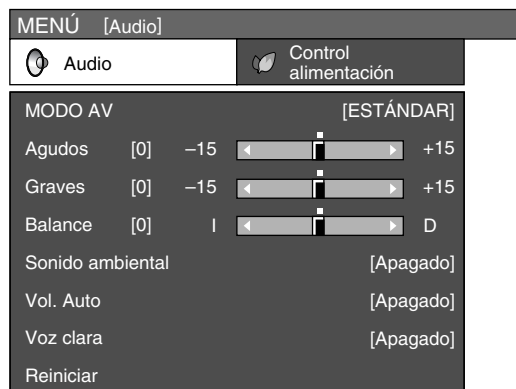 MENÚ [Audio]
Audio
Control
alimentación
MODO AV [ESTÁNDAR]
Agudos [0] –15 +15
Graves [0] –15 +15
Balance [0] I D
Sonido ambiental [Apagado]
Vol. Auto [Apagado]
Voz clara [Apagado]
Reiniciar